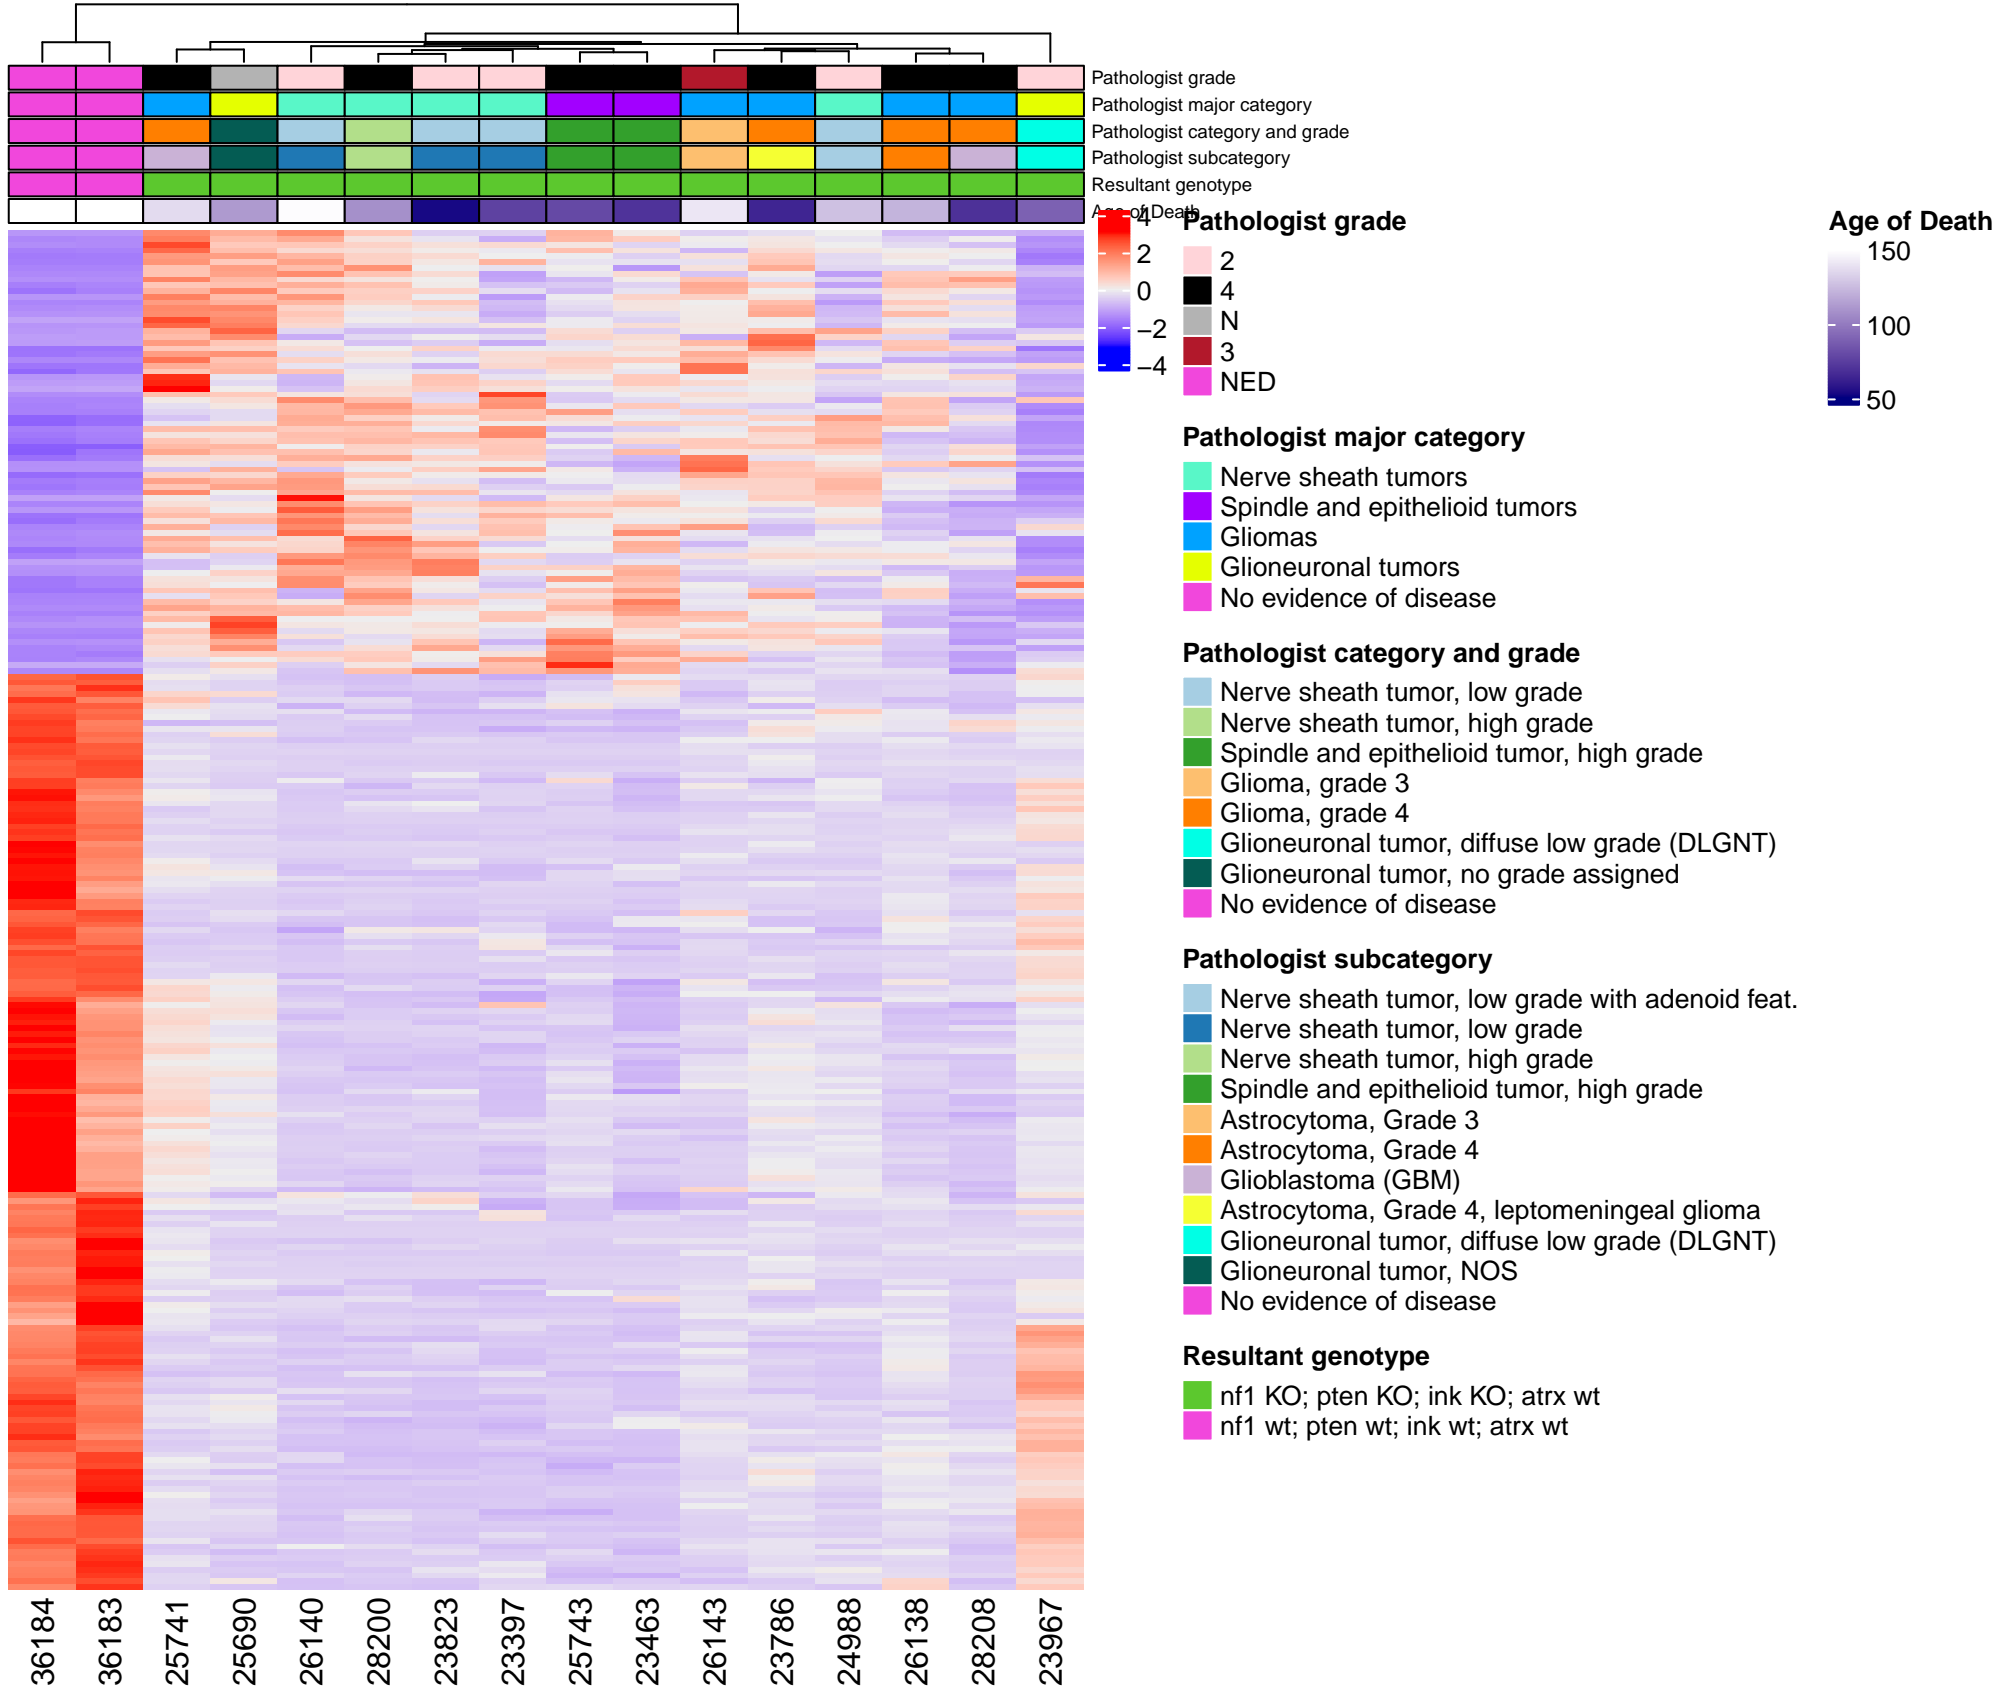 Pathologist grade
Pathologist major category
Pathologist category and grade
Pathologist subcategory
Resultant genotype
Age of Death
4
2
0
−2
−4
Pathologist grade
2
4
N
3
NED
Pathologist major category
Nerve sheath tumors
Spindle and epithelioid tumors
Gliomas
Glioneuronal tumors
No evidence of disease
Pathologist category and grade
Nerve sheath tumor, low grade
Nerve sheath tumor, high grade
Spindle and epithelioid tumor, high grade
Glioma, grade 3
Glioma, grade 4
Glioneuronal tumor, diffuse low grade (DLGNT)
Glioneuronal tumor, no grade assigned
No evidence of disease
Pathologist subcategory
Nerve sheath tumor, low grade with adenoid feat.
Nerve sheath tumor, low grade
Nerve sheath tumor, high grade
Spindle and epithelioid tumor, high grade
Astrocytoma, Grade 3
Astrocytoma, Grade 4
Glioblastoma (GBM)
Astrocytoma, Grade 4, leptomeningeal glioma
Glioneuronal tumor, diffuse low grade (DLGNT)
Glioneuronal tumor, NOS
No evidence of disease
Resultant genotype
nf1 KO; pten KO; ink KO; atrx wt
nf1 wt; pten wt; ink wt; atrx wt
Age of Death
150
100
50
36184
36183
25741
25690
26140
28200
23823
23397
25743
23463
26143
23786
24988
26138
28208
23967